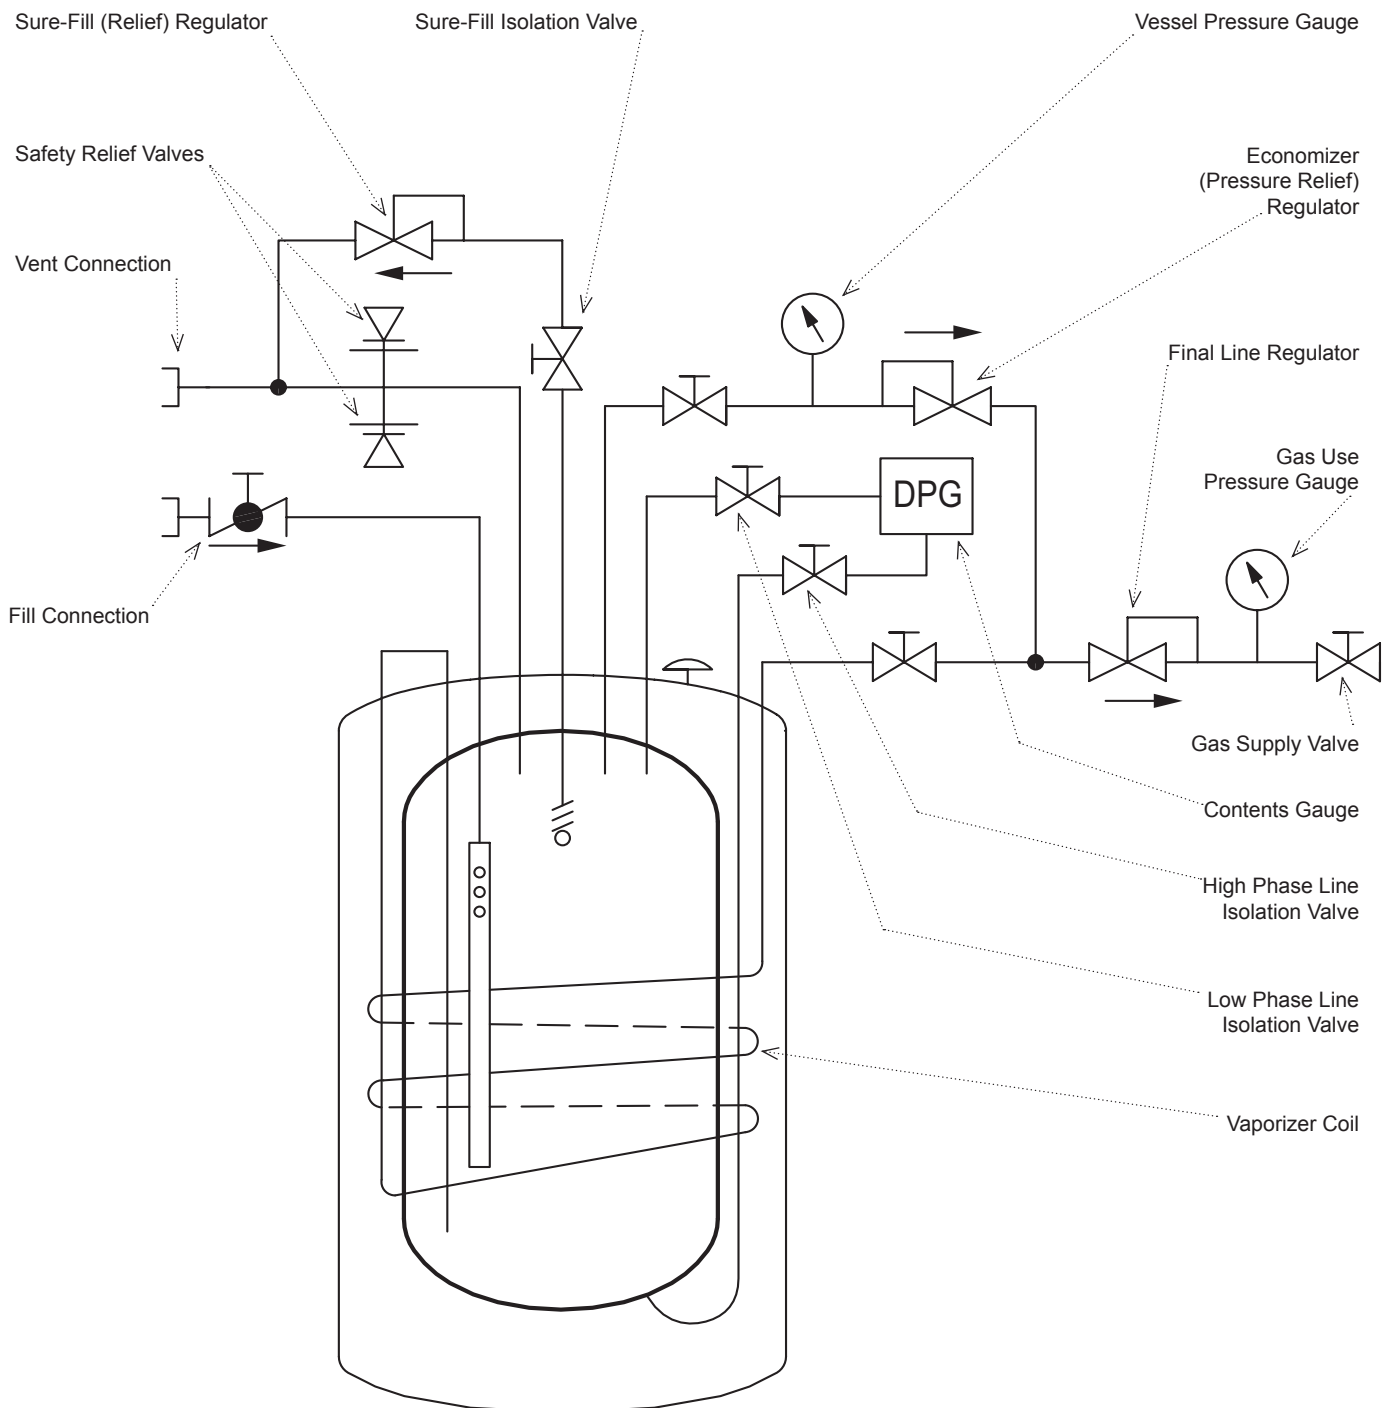 Sure-Fill (Relief) Regulator
Sure-Fill Isolation Valve
Vessel Pressure Gauge
Safety Relief Valves
Economizer
(Pressure Relief)
Regulator
Vent Connection
Final Line Regulator
Gas Use
Pressure Gauge
DPG
Fill Connection
Gas Supply Valve
Contents Gauge
High Phase Line
Isolation Valve
Low Phase Line
Isolation Valve
Vaporizer Coil